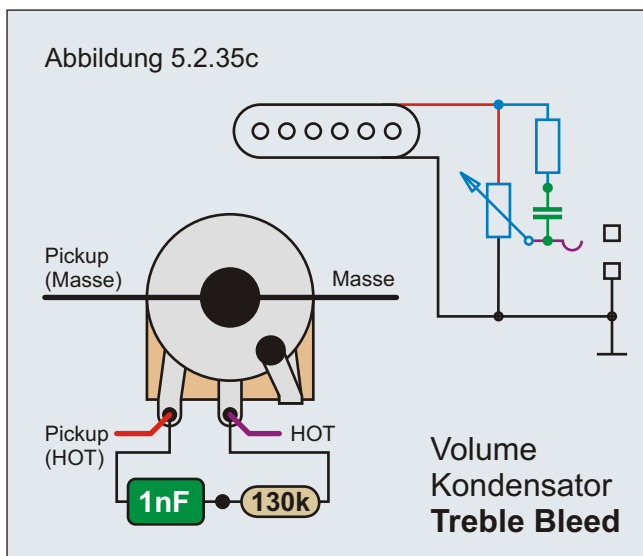 Abbildung 5.2.35c
Pickup
(Masse)
Masse
Pickup
(HOT)
HOT
1nF
130k
Volume
Kondensator
Treble Bleed